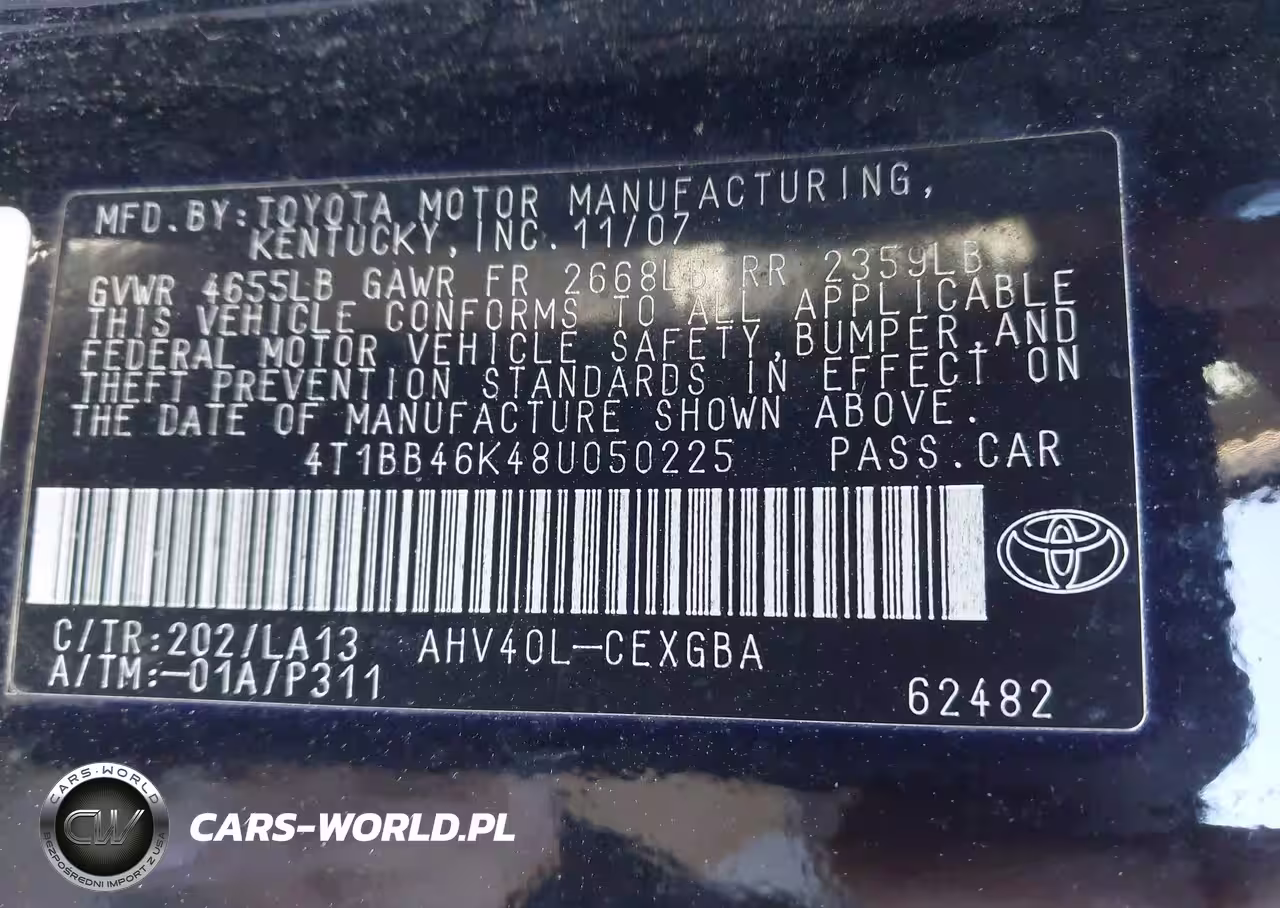 MFD.BY:TOYOTA MOTOR MANUFACTURING,
KENTUCKY, INC. 11/07
GVWR 4655LB GAWR FR 2668LB RR 2359LB
THIS VEHICLE CONFORMS TO ALL APPLICABLE
FEDERAL MOTOR VEHICLE SAFETY,BUMPER,AND
THEFT PREVENTION STANDARDS IN EFFECT ON
THE DATE OF MANUFACTURE SHOWN ABOVE.
4T1BB46K48U050225 PASS.CAR
C/TR:202/LA13 AHV40L-CEXGBA
A/TM:-01A/P311
62482
CARS-WORLD
CW
BEZPOŚREDNI IMPORT Z USA
CARS-WORLD.PL